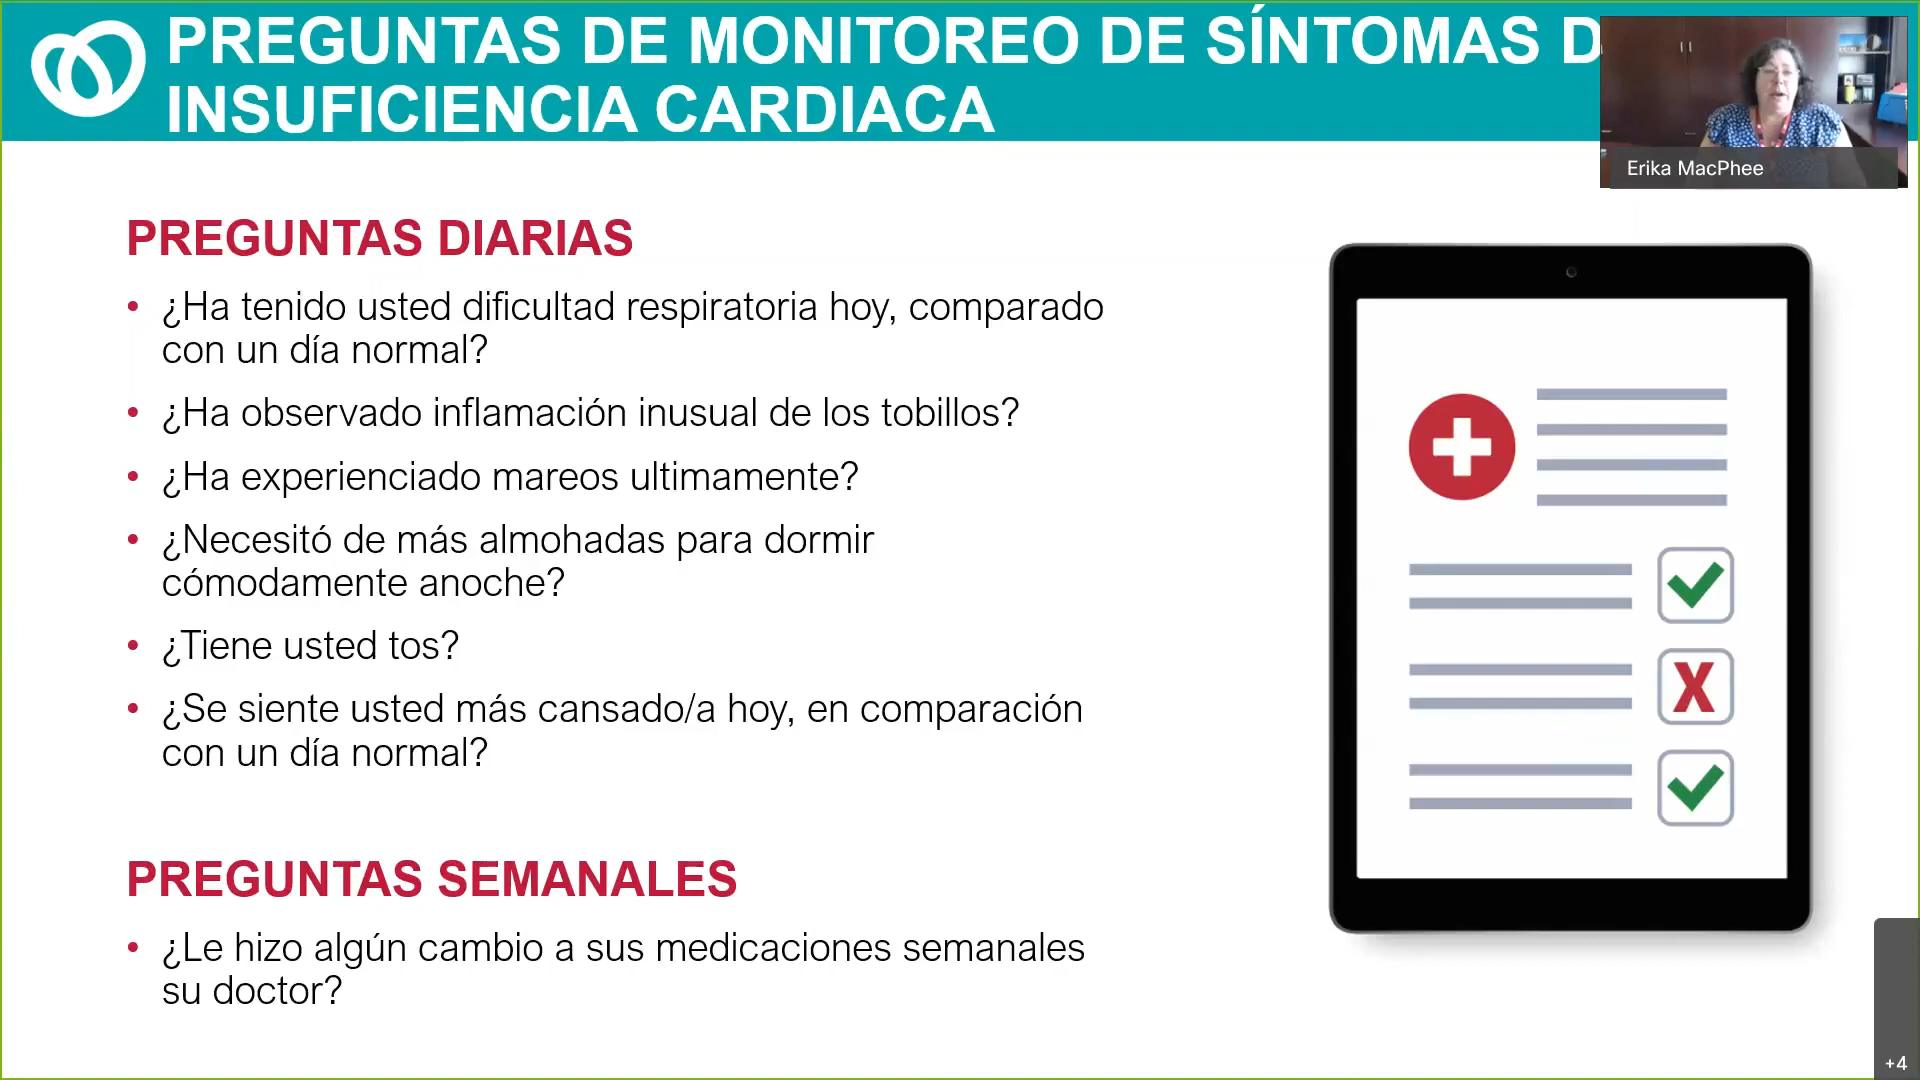 PREGUNTAS DE MONITOREO DE SÍNTOMAS
INSUFICIENCIA CARDIACA
Erika MacPhee
PREGUNTAS DIARIAS
• ¿Ha tenido usted dificultad respiratoria hoy, comparado
con un día normal?
• ¿Ha observado inflamación inusual de los tobillos?
• ¿Ha experienciado mareos ultimamente?
• ¿Necesitó de más almohadas para dormir
cómodamente anoche?
• ¿Tiene usted tos?
• ¿Se siente usted más cansado/a hoy, en comparación
con un día normal?
PREGUNTAS SEMANALES
• ¿Le hizo algún cambio a sus medicaciones semanales
su doctor?
+4